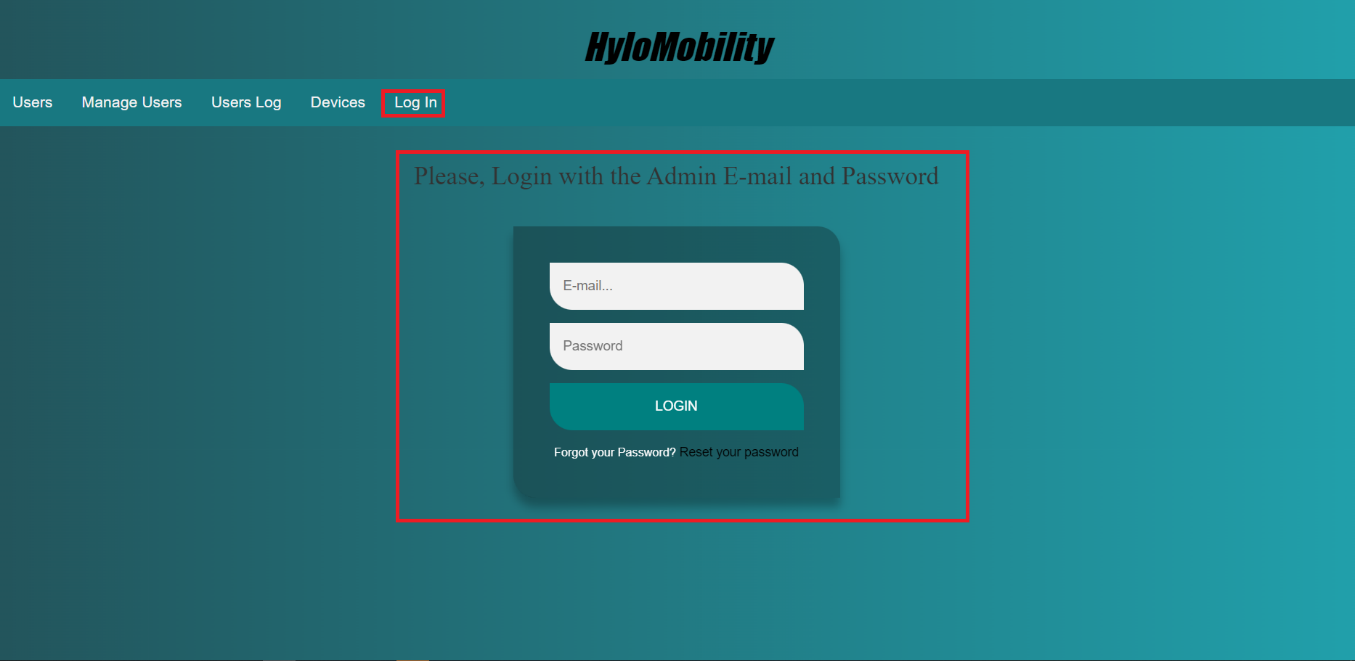 HyloMobility
Users Manage Users Users Log Devices Log In
Please, Login with the Admin E-mail and Password
E-mail...
Password
LOGIN
Forgot your Password? Reset your password